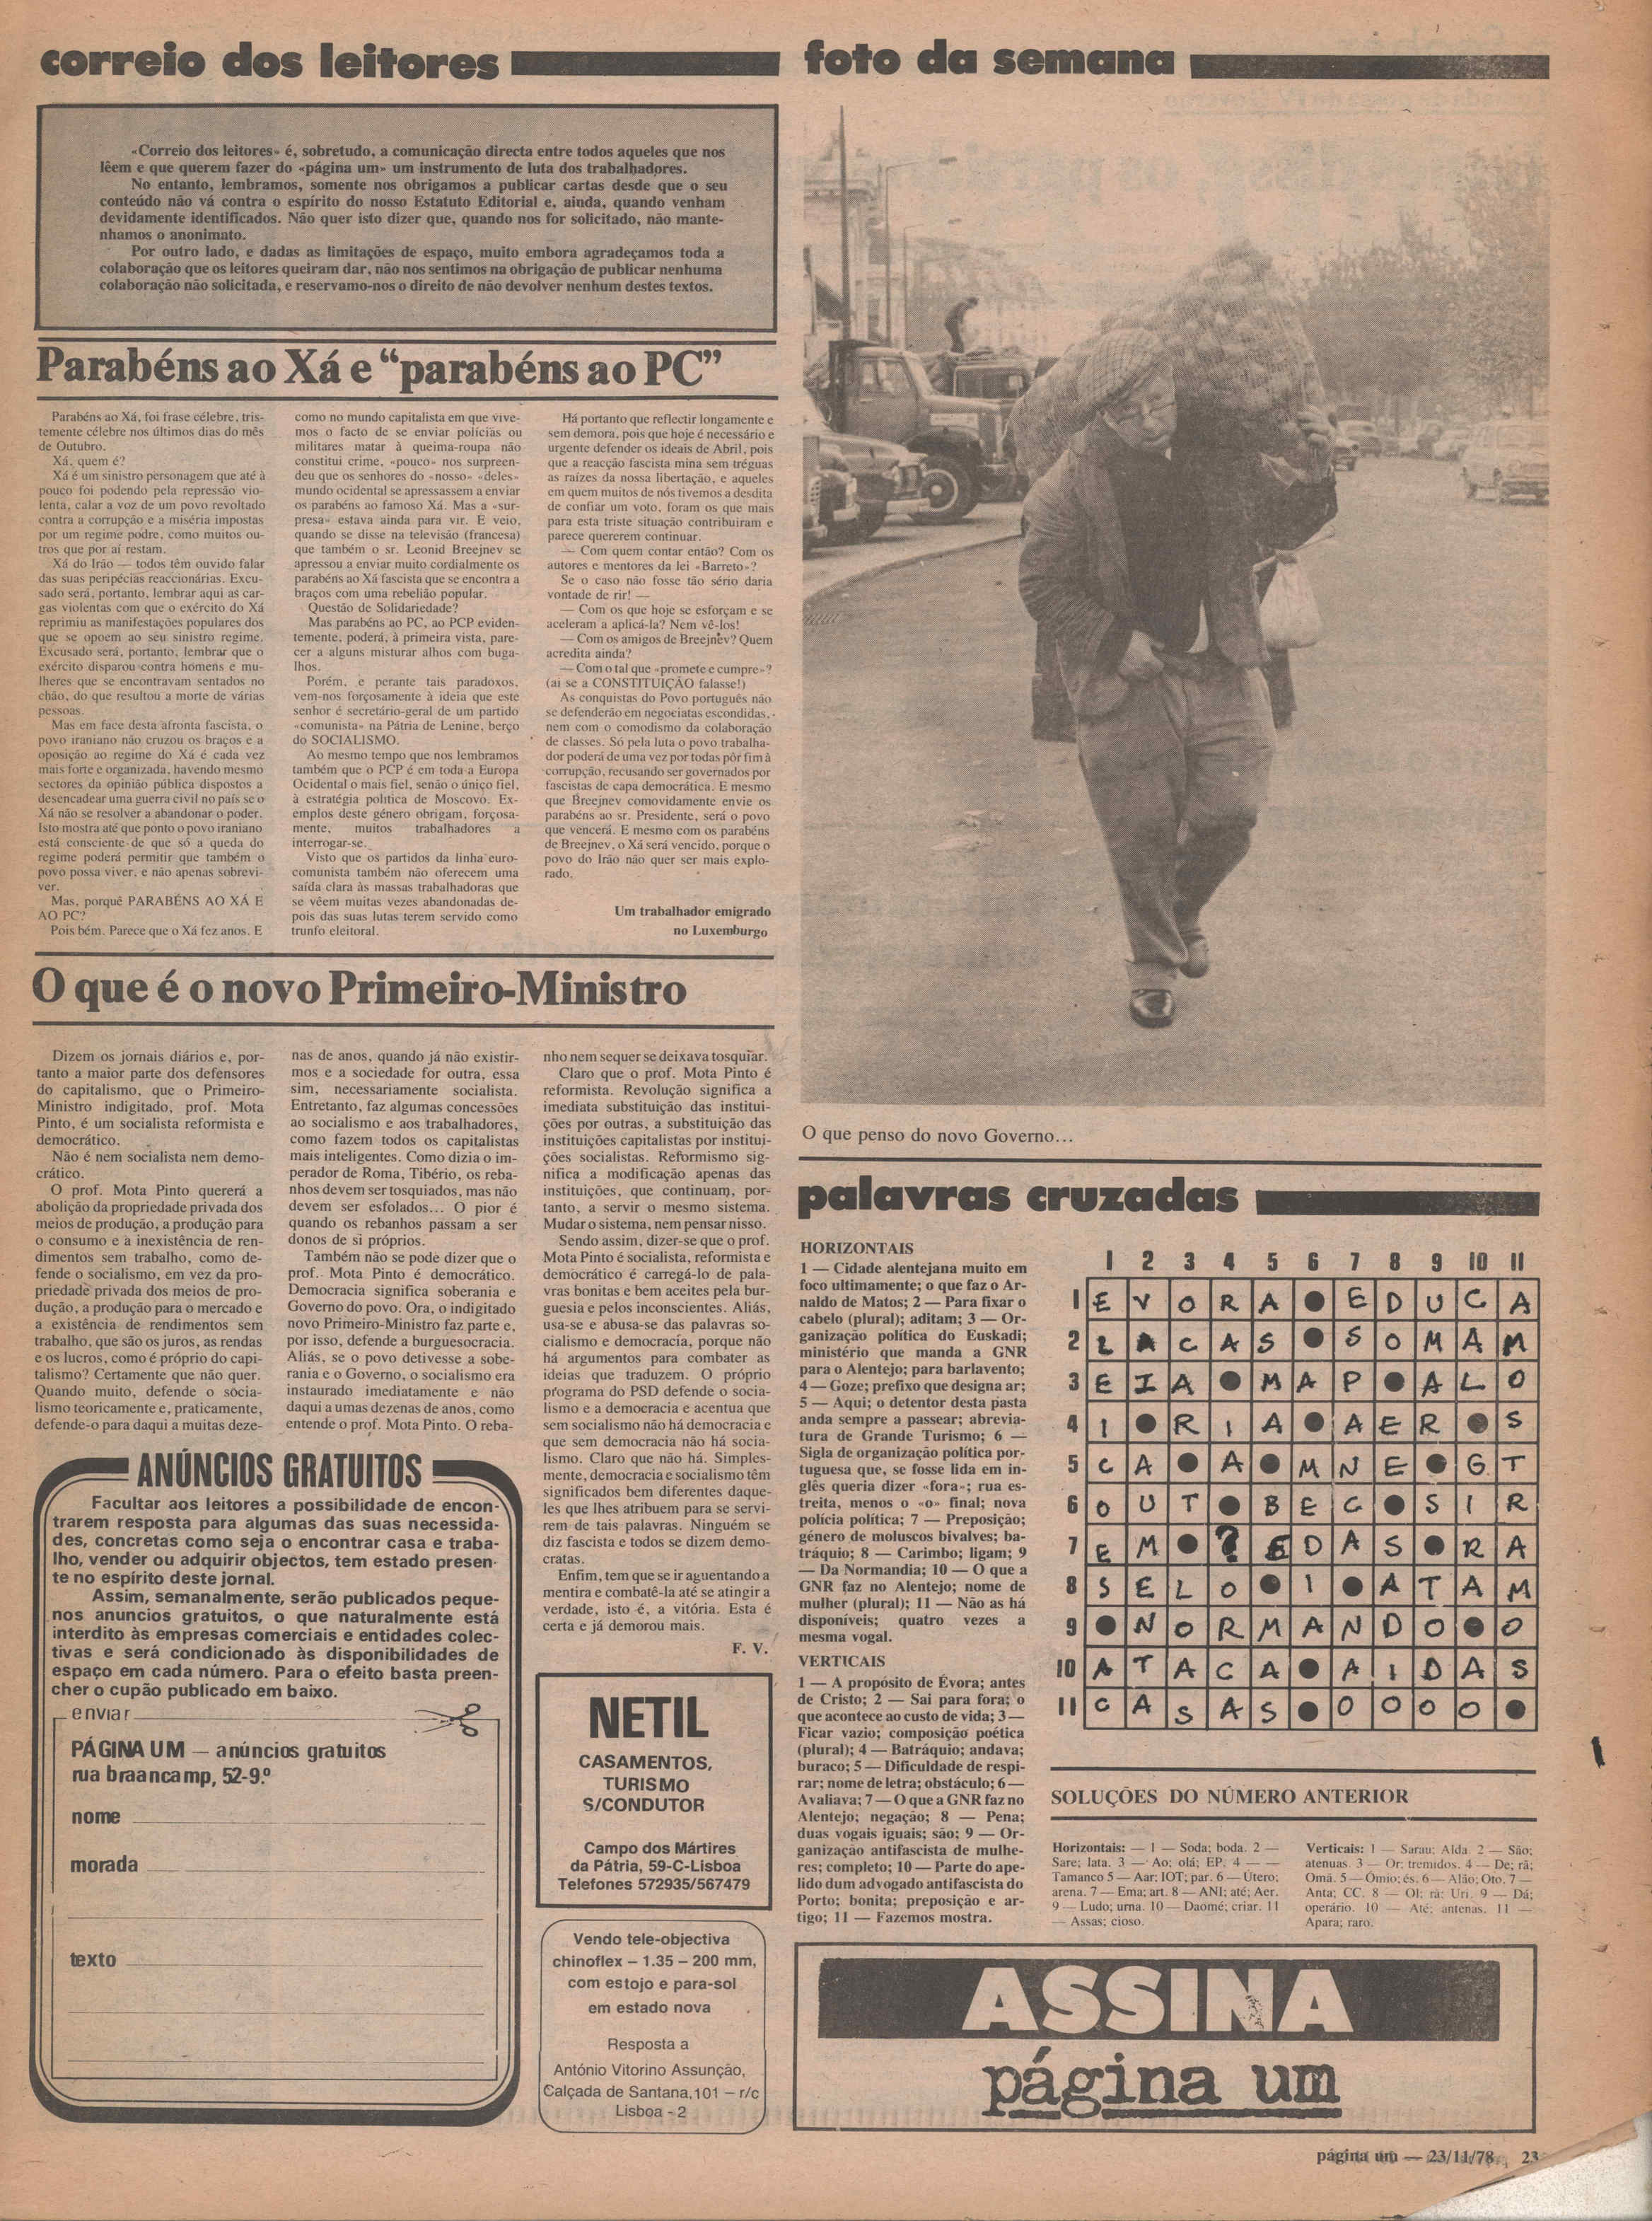 correio dos leitores
«Correio dos leitores» é, sobretudo, a comunicação directa entre todos aqueles que nos
lêem e que querem fazer do «página um» um instrumento de luta dos trabalhadores.
No entanto, lembramos, somente nos obrigamos a publicar cartas desde que o seu
conteúdo não vá contra o espírito do nosso Estatuto Editorial e, ainda, quando venham
devidamente identificados. Não quer isto dizer que, quando nos for solicitado, não mante-
nhamos o anonimato.
Por outro lado, e dadas as limitações de espaço, muito embora agradeçamos toda a
colaboração que os leitores queiram dar, não nos sentimos na obrigação de publicar nenhuma
colaboração não solicitada, e reservamo-nos o direito de não devolver nenhum destes textos.
Parabéns ao Xá e “parabéns ao PC”
Parabéns ao Xá, foi frase célebre, tris-
temente célebre nos últimos dias do mês
de Outubro.
Xá, quem é?
Xá é um sinistro personagem que até à
pouco foi podendo pela repressão vio-
lenta, calar a voz de um povo revoltado
contra a corrupção e a miséria impostas
por um regime podre, como muitos ou-
tros que por aí restam.
Xá do Irão — todos têm ouvido falar
das suas peripécias reaccionárias. Excu-
sado será, portanto, lembrar aqui as car-
gas violentas com que o exército do Xá
reprimiu as manifestações populares dos
que se opoem ao seu sinistro regime.
Excusado será, portanto, lembrar que o
exército disparou contra homens e mu-
lheres que se encontravam sentados no
chão, do que resultou a morte de várias
pessoas.
Mas em face desta afronta fascista, o
povo iraniano não cruzou os braços e a
oposição ao regime do Xá é cada vez
mais forte e organizada, havendo mesmo
sectores da opinião pública dispostos a
desencadear uma guerra civil no país se o
Xá não se resolver a abandonar o poder.
Isto mostra até que ponto o povo iraniano
está consciente de que só a queda do
regime poderá permitir que também o
povo possa viver, e não apenas sobrevi-
ver.
Mas, porquê PARABÉNS AO XÁ E
AO PC?
Pois bém. Parece que o Xá fez anos. E
como no mundo capitalista em que vive-
mos o facto de se enviar polícias ou
militares matar à queima-roupa não
constitui crime, «pouco» nos surpreen-
deu que os senhores do «nosso» «deles»
mundo ocidental se apressassem a enviar
os parabéns ao famoso Xá. Mas a «sur-
presa» estava ainda para vir. E veio,
quando se disse na televisão (francesa)
que também o sr. Leonid Breejnev se
apressou a enviar muito cordialmente os
parabéns ao Xá fascista que se encontra a
braços com uma rebelião popular.
Questão de Solidariedade?
Mas parabéns ao PC, ao PCP eviden-
temente, poderá, à primeira vista, pare-
cer a alguns misturar alhos com buga-
lhos.
Porém, e perante tais paradoxos,
vem-nos forçosamente à ideia que este
senhor é secretário-geral de um partido
«comunista» na Pátria de Lenine, berço
do SOCIALISMO.
Ao mesmo tempo que nos lembramos
também que o PCP é em toda a Europa
Ocidental o mais fiel, senão o único fiel,
à estratégia politica de Moscovo. Ex-
emplos deste género obrigam, forçosa-
mente, muitos trabalhadores a
interrogar-se.
Visto que os partidos da linha euro-
comunista também não oferecem uma
saída clara às massas trabalhadoras que
se vêem muitas vezes abandonadas de-
pois das suas lutas terem servido como
trunfo eleitoral.
Há portanto que reflectir longamente e
sem demora, pois que hoje é necessário e
urgente defender os ideais de Abril, pois
que a reacção fascista mina sem tréguas
as raízes da nossa libertação, e aqueles
em quem muitos de nós tivemos a desdita
de confiar um voto, foram os que mais
para esta triste situação contribuiram e
parece quererem continuar.
— Com quem contar então? Com os
autores e mentores da lei «Barreto»?
Se o caso não fosse tão sério daria
vontade de rir! —
— Com os que hoje se esforçam e se
aceleram a aplicá-la? Nem vê-los!
— Com os amigos de Breejnev? Quem
acredita ainda?
— Com o tal que «promete e cumpre»?
(ai se a CONSTITUIÇÃO falasse!)
As conquistas do Povo português não
se defenderão em negociatas escondidas,
nem com o comodismo da colaboração
de classes. Só pela luta o povo trabalha-
dor poderá de uma vez por todas pôr fim à
corrupção, recusando ser governados por
fascistas de capa democrática. E mesmo
que Breejnev comovidamente envie os
parabéns ao sr. Presidente, será o povo
que vencerá. E mesmo com os parabéns
de Breejnev, o Xá será vencido, porque o
povo do Irão não quer ser mais explo-
rado.
Um trabalhador emigrado
no Luxemburgo
O que é o novo Primeiro-Ministro
Dizem os jornais diários e, por-
tanto a maior parte dos defensores
do capitalismo, que o Primeiro-
Ministro indigitado, prof. Mota
Pinto, é um socialista reformista e
democrático.
Não é nem socialista nem demo-
crático.
O prof. Mota Pinto quererá a
abolição da propriedade privada dos
meios de produção, a produção para
o consumo e à inexistência de ren-
dimentos sem trabalho, como de-
fende o socialismo, em vez da pro-
priedade privada dos meios de pro-
dução, a produção para o mercado e
a existência de rendimentos sem
trabalho, que são os juros, as rendas
e os lucros, como é próprio do capi-
talismo? Certamente que não quer.
Quando muito, defende o socia-
lismo teoricamente e, praticamente,
defende-o para daqui a muitas deze-
nas de anos, quando já não existir-
mos e a sociedade for outra, essa
sim, necessariamente socialista.
Entretanto, faz algumas concessões
ao socialismo e aos trabalhadores,
como fazem todos os capitalistas
mais inteligentes. Como dizia o im-
perador de Roma, Tibério, os reba-
nhos devem ser tosquiados, mas não
devem ser esfolados... O pior é
quando os rebanhos passam a ser
donos de si próprios.
Também não se pode dizer que o
prof. Mota Pinto é democrático.
Democracia significa soberania e
Governo do povo. Ora, o indigitado
novo Primeiro-Ministro faz parte e,
por isso, defende a burguesocracia.
Aliás, se o povo detivesse a sobe-
rania e o Governo, o socialismo era
instaurado imediatamente e não
daqui a umas dezenas de anos, como
entende o prof. Mota Pinto. O reba-
nho nem sequer se deixava tosquiar.
Claro que o prof. Mota Pinto é
reformista. Revolução significa a
imediata substituição das institui-
ções por outras, a substituição das
instituições capitalistas por institui-
ções socialistas. Reformismo sig-
nifica a modificação apenas das
instituições, que continuam, por-
tanto, a servir o mesmo sistema.
Mudar o sistema, nem pensar nisso.
Sendo assim, dizer-se que o prof.
Mota Pinto é socialista, reformista e
democrático é carregá-lo de pala-
vras bonitas e bem aceites pela bur-
guesia e pelos inconscientes. Aliás,
usa-se e abusa-se das palavras so-
cialismo e democracia, porque não
há argumentos para combater as
ideias que traduzem. O próprio
programa do PSD defende o socia-
lismo e a democracia e acentua que
sem socialismo não há democracia e
que sem democracia não há socia-
lismo. Claro que não há. Simples-
mente, democracia e socialismo têm
significados bem diferentes daque-
les que lhes atribuem para se servi-
rem de tais palavras. Ninguém se
diz fascista e todos se dizem demo-
cratas.
Enfim, tem que se ir aguentando a
mentira e combatê-la até se atingir a
verdade, isto é, a vitória. Esta é
certa e já demorou mais.
F. V.
ANÚNCIOS GRATUITOS
Facultar aos leitores a possibilidade de encon-
trarem resposta para algumas das suas necessida-
des, concretas como seja o encontrar casa e traba-
lho, vender ou adquirir objectos, tem estado presen-
te no espírito deste jornal.
Assim, semanalmente, serão publicados peque-
nos anuncios gratuitos, o que naturalmente está
interdito às empresas comerciais e entidades colec-
tivas e será condicionado às disponibilidades de
espaço em cada número. Para o efeito basta preen-
cher o cupão publicado em baixo.
enviar
PÁGINA UM — anúncios gratuitos
rua braancamp, 52-9.º
nome
morada
texto
NETIL
CASAMENTOS,
TURISMO
S/CONDUTOR
Campo dos Mártires
da Pátria, 59-C-Lisboa
Telefones 572935/567479
Vendo tele-objectiva
chinoflex – 1.35 – 200 mm,
com estojo e para-sol
em estado nova
Resposta a
António Vitorino Assunção,
Calçada de Santana, 101 – r/c
Lisboa - 2
foto da semana
O que penso do novo Governo...
palavras cruzadas
HORIZONTAIS
1 — Cidade alentejana muito em
foco ultimamente; o que faz o Ar-
naldo de Matos; 2 — Para fixar o
cabelo (plural); aditam; 3 — Or-
ganização política do Euskadi;
ministério que manda a GNR
para o Alentejo; para barlavento;
4 — Goze; prefixo que designa ar;
5 — Aqui; o detentor desta pasta
anda sempre a passear; abrevia-
tura de Grande Turismo; 6 —
Sigla de organização política por-
tuguesa que, se fosse lida em in-
glês queria dizer «fora»; rua es-
treita, menos o «o» final; nova
polícia política; 7 — Preposição;
género de moluscos bivalves; ba-
tráquio; 8 — Carimbo; ligam; 9
— Da Normandia; 10 — O que a
GNR faz no Alentejo; nome de
mulher (plural); 11 — Não as há
disponíveis; quatro vezes a
mesma vogal.
VERTICAIS
1 — A propósito de Évora; antes
de Cristo; 2 — Sai para fora; o
que acontece ao custo de vida; 3 —
Ficar vazio; composição poética
(plural); 4 — Batráquio; andava;
buraco; 5 — Dificuldade de respi-
rar; nome de letra; obstáculo; 6 —
Avaliava; 7 — O que a GNR faz no
Alentejo; negação; 8 — Pena;
duas vogais iguais; são; 9 — Or-
ganização antifascista de mulhe-
res; completo; 10 — Parte do ape-
lido dum advogado antifascista do
Porto; bonita; preposição e ar-
tigo; 11 — Fazemos mostra.
1 2 3 4 5 6 7 8 9 10 11
1 E V O R A E D U C A
2 L A C A S S O M A M
3 E I A M A P A L O
4 I R I A A E R S
5 C A A M N E G T
6 O U T B E C S I R
7 E M ? E D A S R A
8 S E L O I A T A M
9 N O R M A N D O O
10 A T A C A A I D A S
11 C A S A S O O O O
SOLUÇÕES DO NÚMERO ANTERIOR
Horizontais: — 1 — Soda; boda. 2 —
Sare; lata. 3 — Ao; olá; EP. 4 — —
Tamanco 5 — Aar; IOT; par. 6 — Útero;
arena. 7 — Ema; art. 8 — ANI; até; Aer.
9 — Ludo; urna. 10 — Daomé; criar. 11
— Assas; cioso.
Verticais: 1 — Sarau; Alda. 2 — São;
atenuas. 3 — Or; tremidos. 4 — De; rã;
Omã. 5 — Omio; és. 6 — Alão; Oto. 7 —
Anta; CC. 8 — Ol; rã; Uri. 9 — Dá;
operário. 10 — Até; antenas. 11 —
Apara; raro.
ASSINA
página um
página um — 23/11/78 23